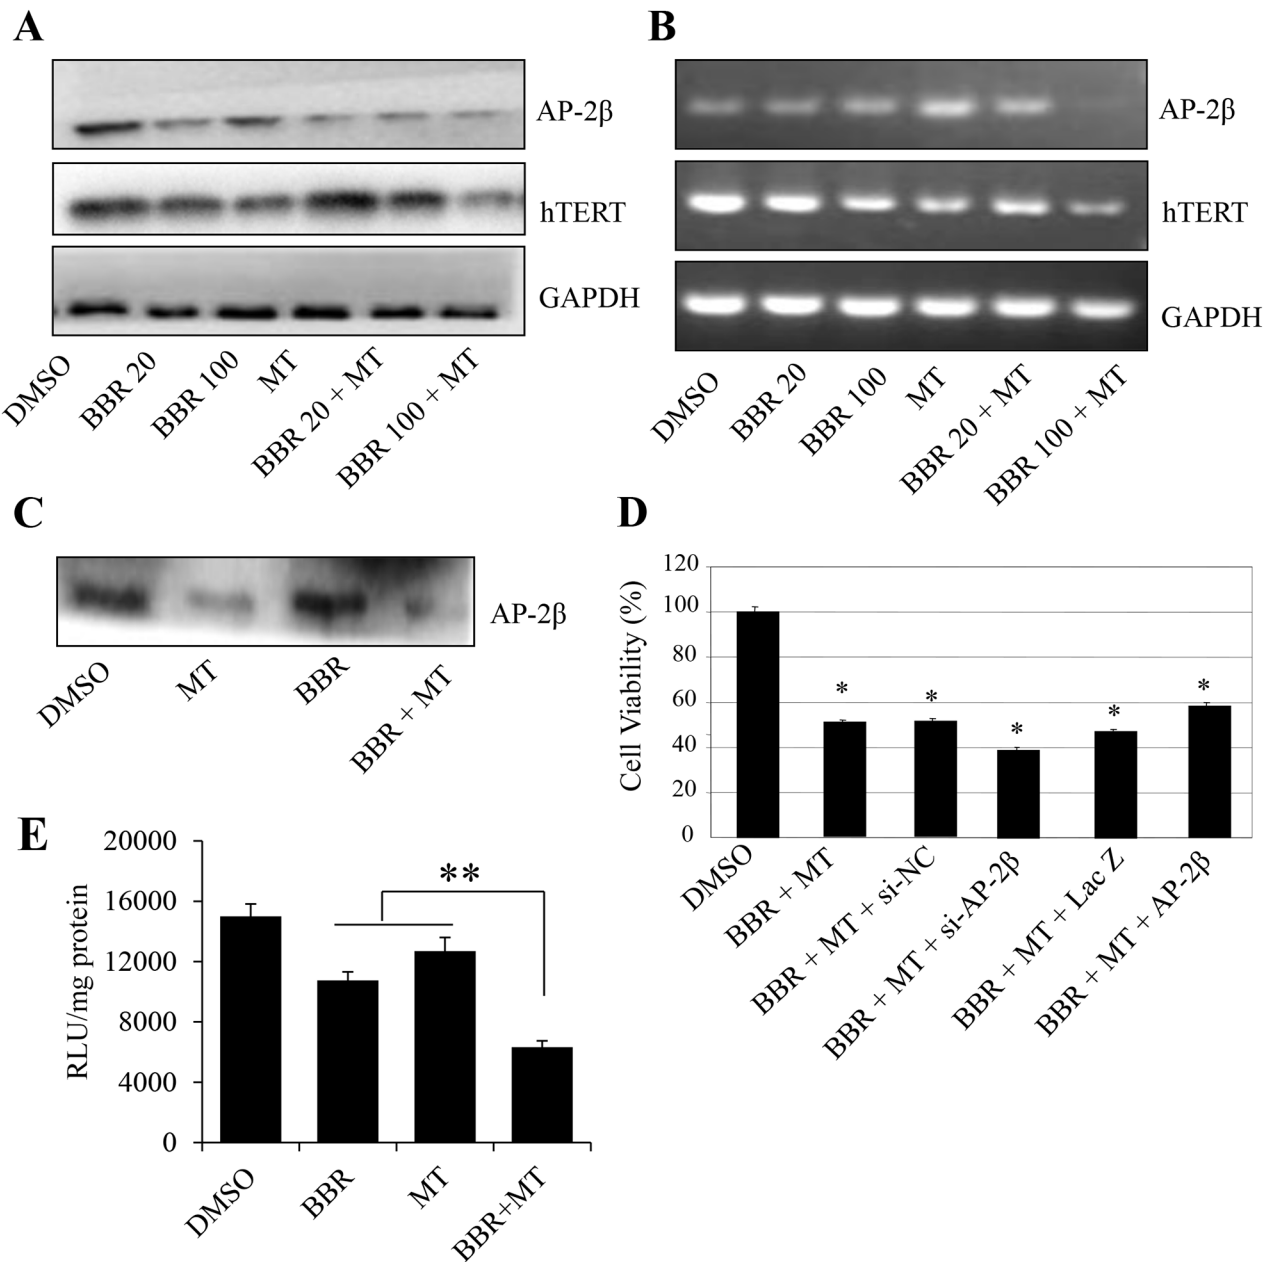 A
AP-2β
hTERT
GAPDH
DMSO
BBR 20
BBR 100
MT
BBR 20 + MT
BBR 100 + MT
B
AP-2β
hTERT
GAPDH
DMSO
BBR 20
BBR 100
MT
BBR 20 + MT
BBR 100 + MT
C
AP-2β
DMSO
MT
BBR
BBR + MT
D
Cell Viability (%)
120
100
80
60
40
20
0
*
*
*
*
*
DMSO
BBR + MT
BBR + MT + si-NC
BBR + MT + si-AP-2β
BBR + MT + Lac Z
BBR + MT + AP-2β
E
RLU/mg protein
20000
16000
12000
8000
4000
0
**
DMSO
BBR
MT
BBR+MT